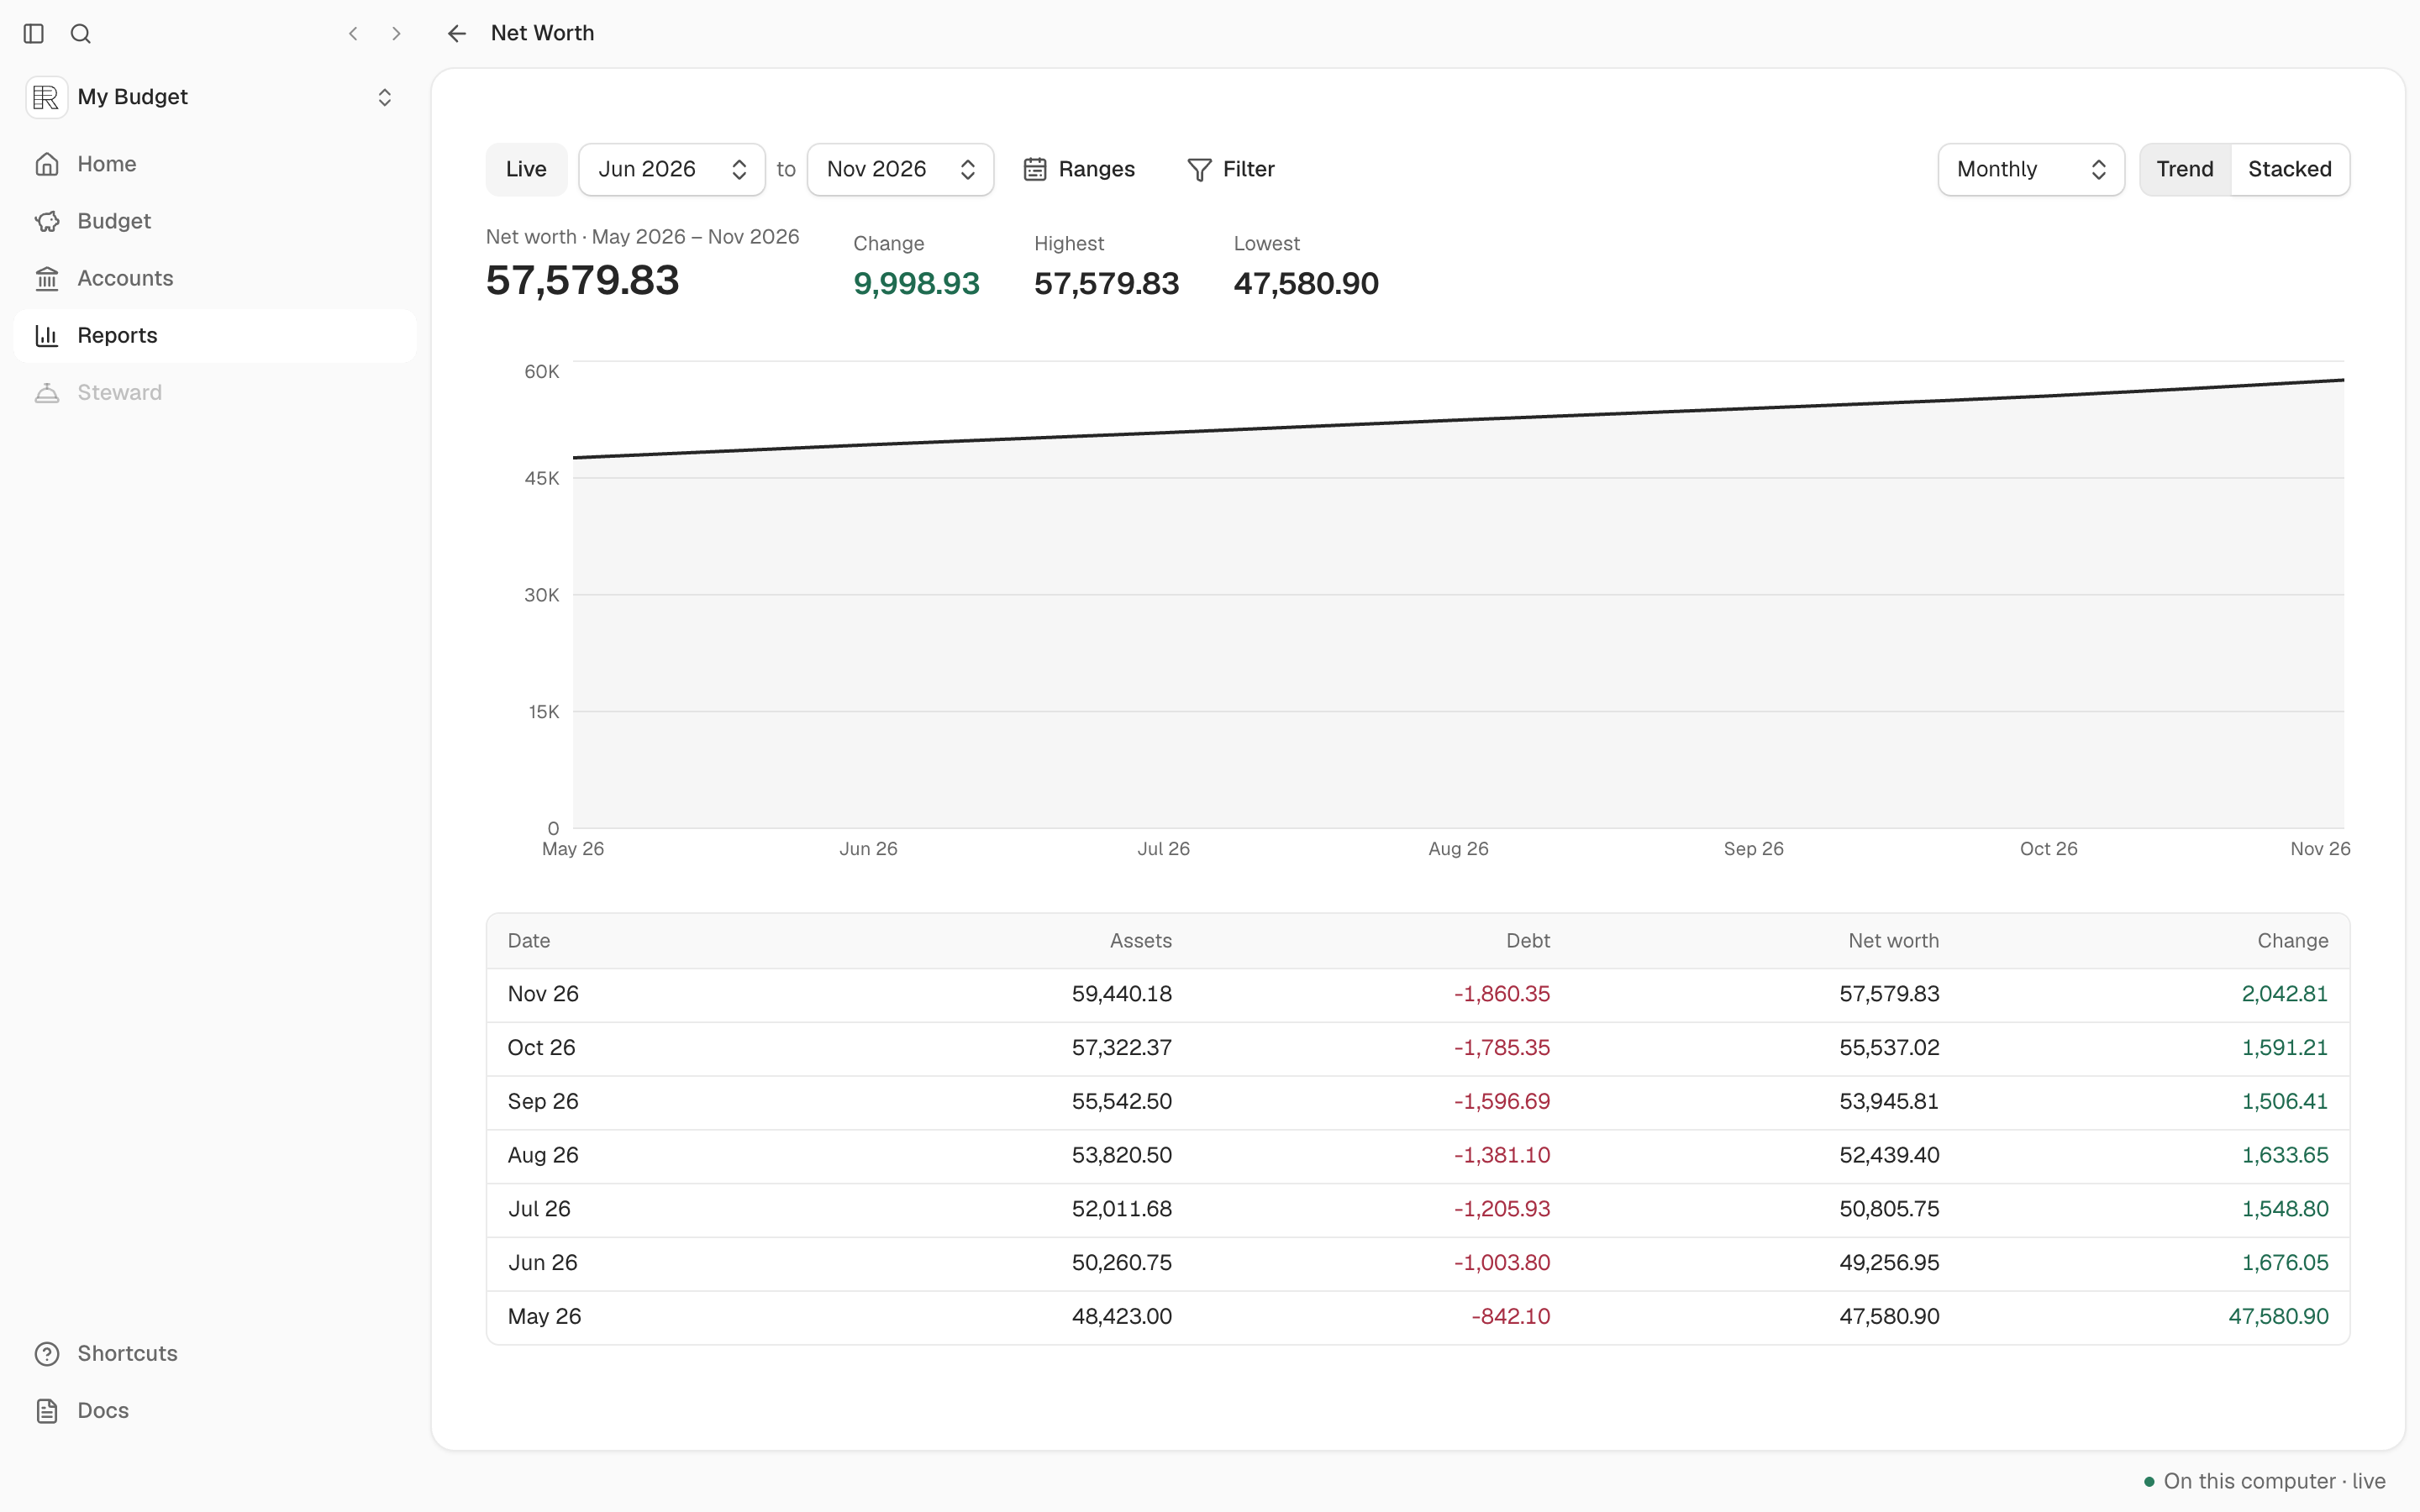 Net Worth
My Budget
Home
Budget
Accounts
Reports
Steward
Shortcuts
Docs
Live Jun 2026 to Nov 2026 Ranges Filter Monthly Trend Stacked
Net worth · May 2026 – Nov 2026 Change Highest Lowest
57,579.83 9,998.93 57,579.83 47,580.90
60K
45K
30K
15K
0
May 26 Jun 26 Jul 26 Aug 26 Sep 26 Oct 26 Nov 26
Date Assets Debt Net worth Change
Nov 26 59,440.18 -1,860.35 57,579.83 2,042.81
Oct 26 57,322.37 -1,785.35 55,537.02 1,591.21
Sep 26 55,542.50 -1,596.69 53,945.81 1,506.41
Aug 26 53,820.50 -1,381.10 52,439.40 1,633.65
Jul 26 52,011.68 -1,205.93 50,805.75 1,548.80
Jun 26 50,260.75 -1,003.80 49,256.95 1,676.05
May 26 48,423.00 -842.10 47,580.90 47,580.90
On this computer · live